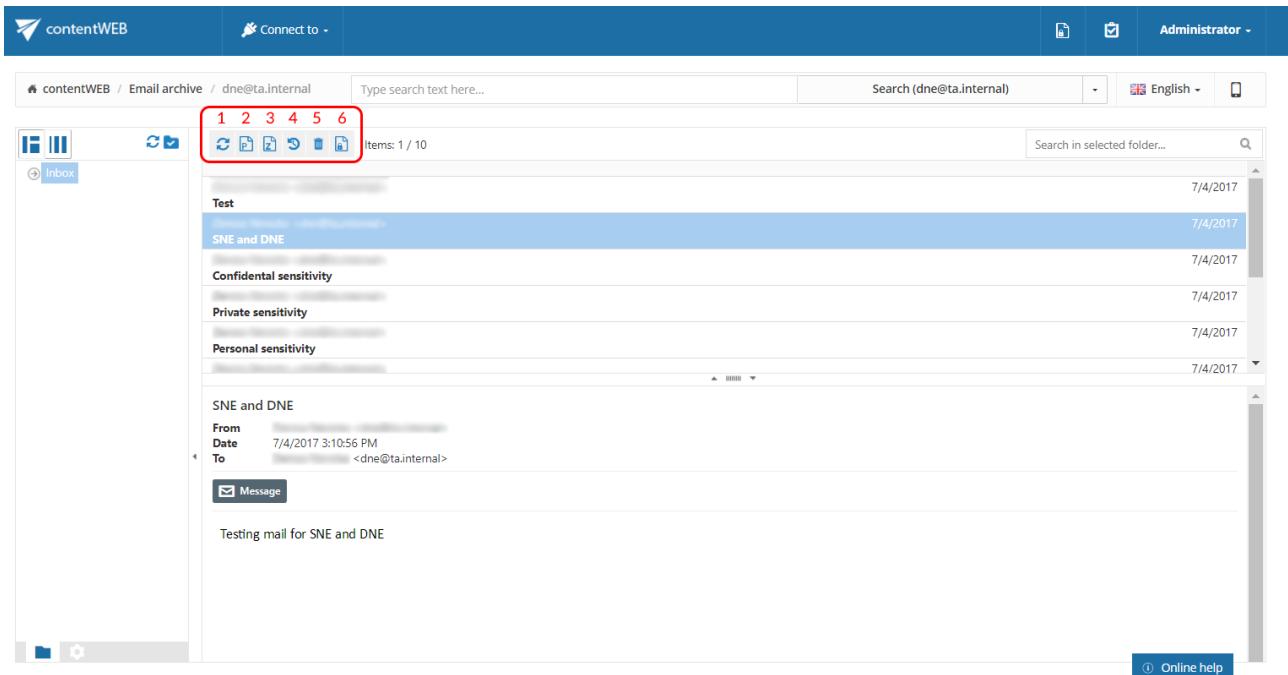 contentWEB
Connect to
Administrator
contentWEB / Email archive / dne@ta.internal
Type search text here...
Search (dne@ta.internal)
English
1 2 3 4 5 6
P Z
Items: 1 / 10
Search in selected folder...
Inbox
7/4/2017
Test
7/4/2017
SNE and DNE
7/4/2017
Confidental sensitivity
7/4/2017
Private sensitivity
7/4/2017
Personal sensitivity
7/4/2017
SNE and DNE
From
Date 7/4/2017 3:10:56 PM
To <dne@ta.internal>
Message
Testing mail for SNE and DNE
Online help